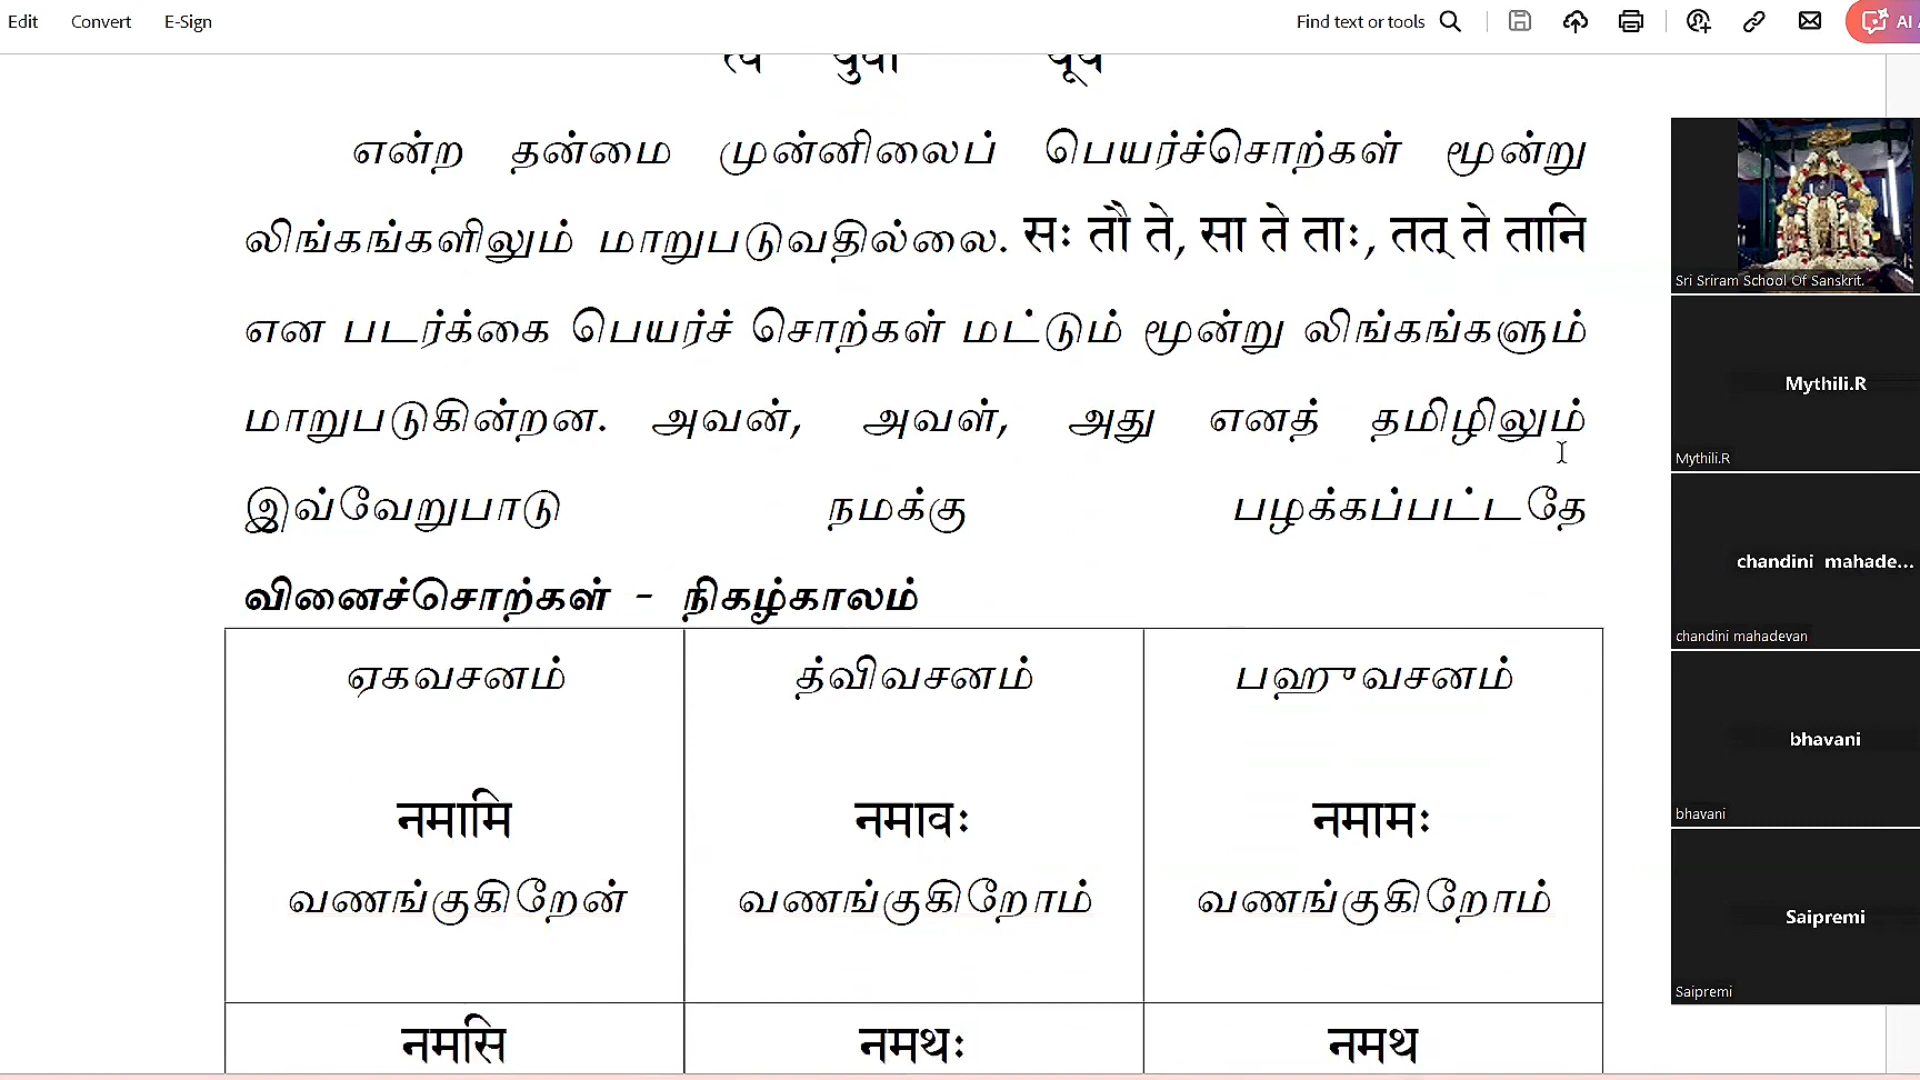 Edit Convert E-Sign Find text or tools AI
என்ற தன்மை முன்னிலைப் பெயர்ச்சொற்கள் மூன்று
லிங்கங்களிலும் மாறுபடுவதில்லை. सः तौ ते, सा ते ताः, तत् ते तानि
என படர்க்கை பெயர்ச் சொற்கள் மட்டும் மூன்று லிங்கங்களும்
மாறுபடுகின்றன. அவன், அவள், அது எனத் தமிழிலும்
இவ்வேறுபாடு நமக்கு பழக்கப்பட்டதே
வினைச்சொற்கள் - நிகழ்காலம்
ஏகவசனம் த்விவசனம் பஹுவசனம்
नमामि नमावः नमामः
வணங்குகிறேன் வணங்குகிறோம் வணங்குகிறோம்
नमसि नमथः नमथ
Sri Sriram School Of Sanskrit.
Mythili.R
Mythili.R
chandini mahade...
chandini mahadevan
bhavani
bhavani
Saipremi
Saipremi